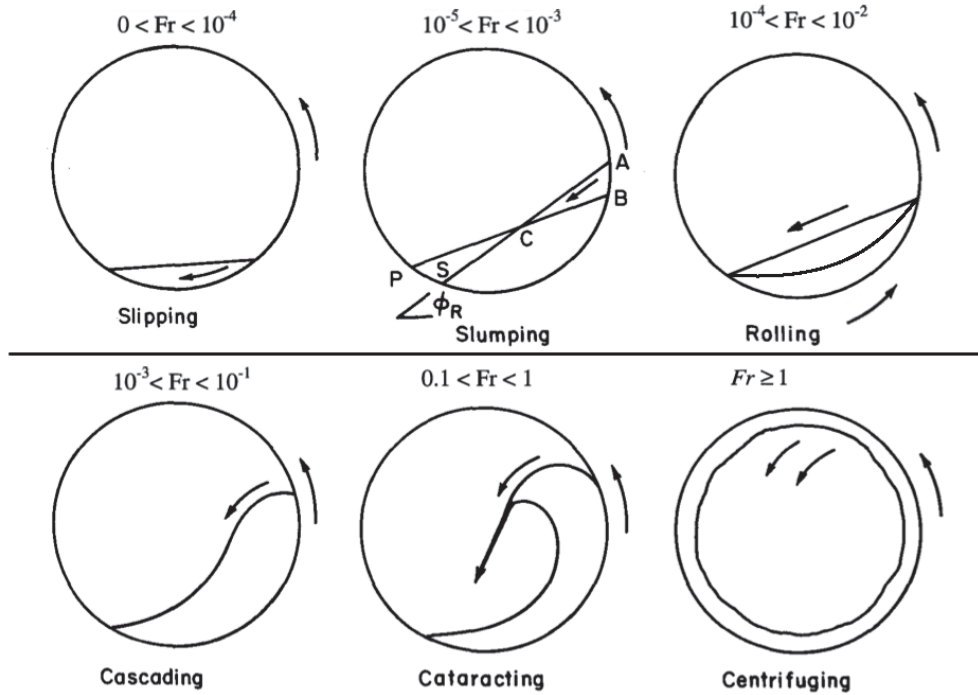 0 < Fr < 10⁻⁴
10⁻⁵< Fr < 10⁻³
10⁻⁴< Fr < 10⁻²
A
B
C
P
S
ϕR
Slipping
Slumping
Rolling
10⁻³< Fr < 10⁻¹
0.1 < Fr < 1
Fr ≥ 1
Cascading
Cataracting
Centrifuging